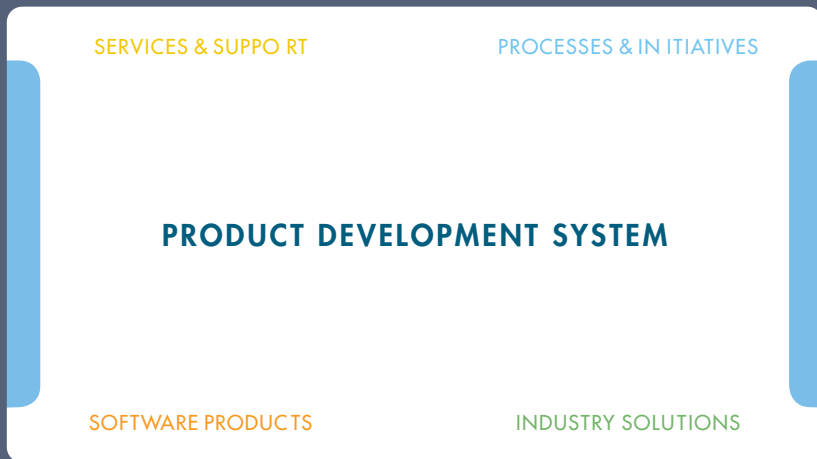 SERVICES & SUPPO RT
PROCESSES & IN ITIATIVES
PRODUCT DEVELOPMENT SYSTEM
SOFTWARE PRODUCTS
INDUSTRY SOLUTIONS